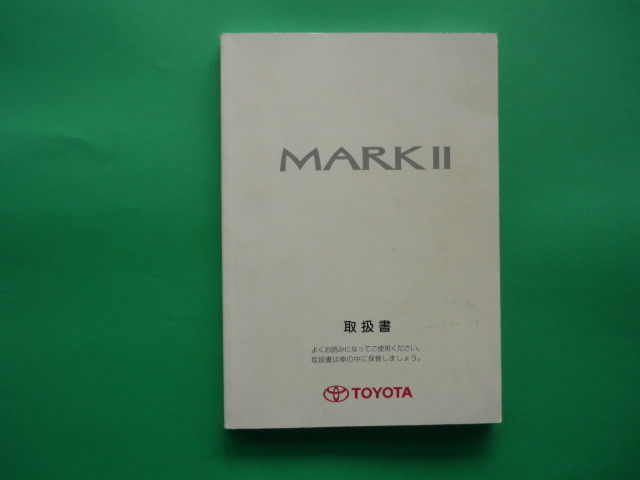 MARK II
取扱書
よくお読みになってご使用ください。
取扱書は車の中に保管しましょう。
TOYOTA